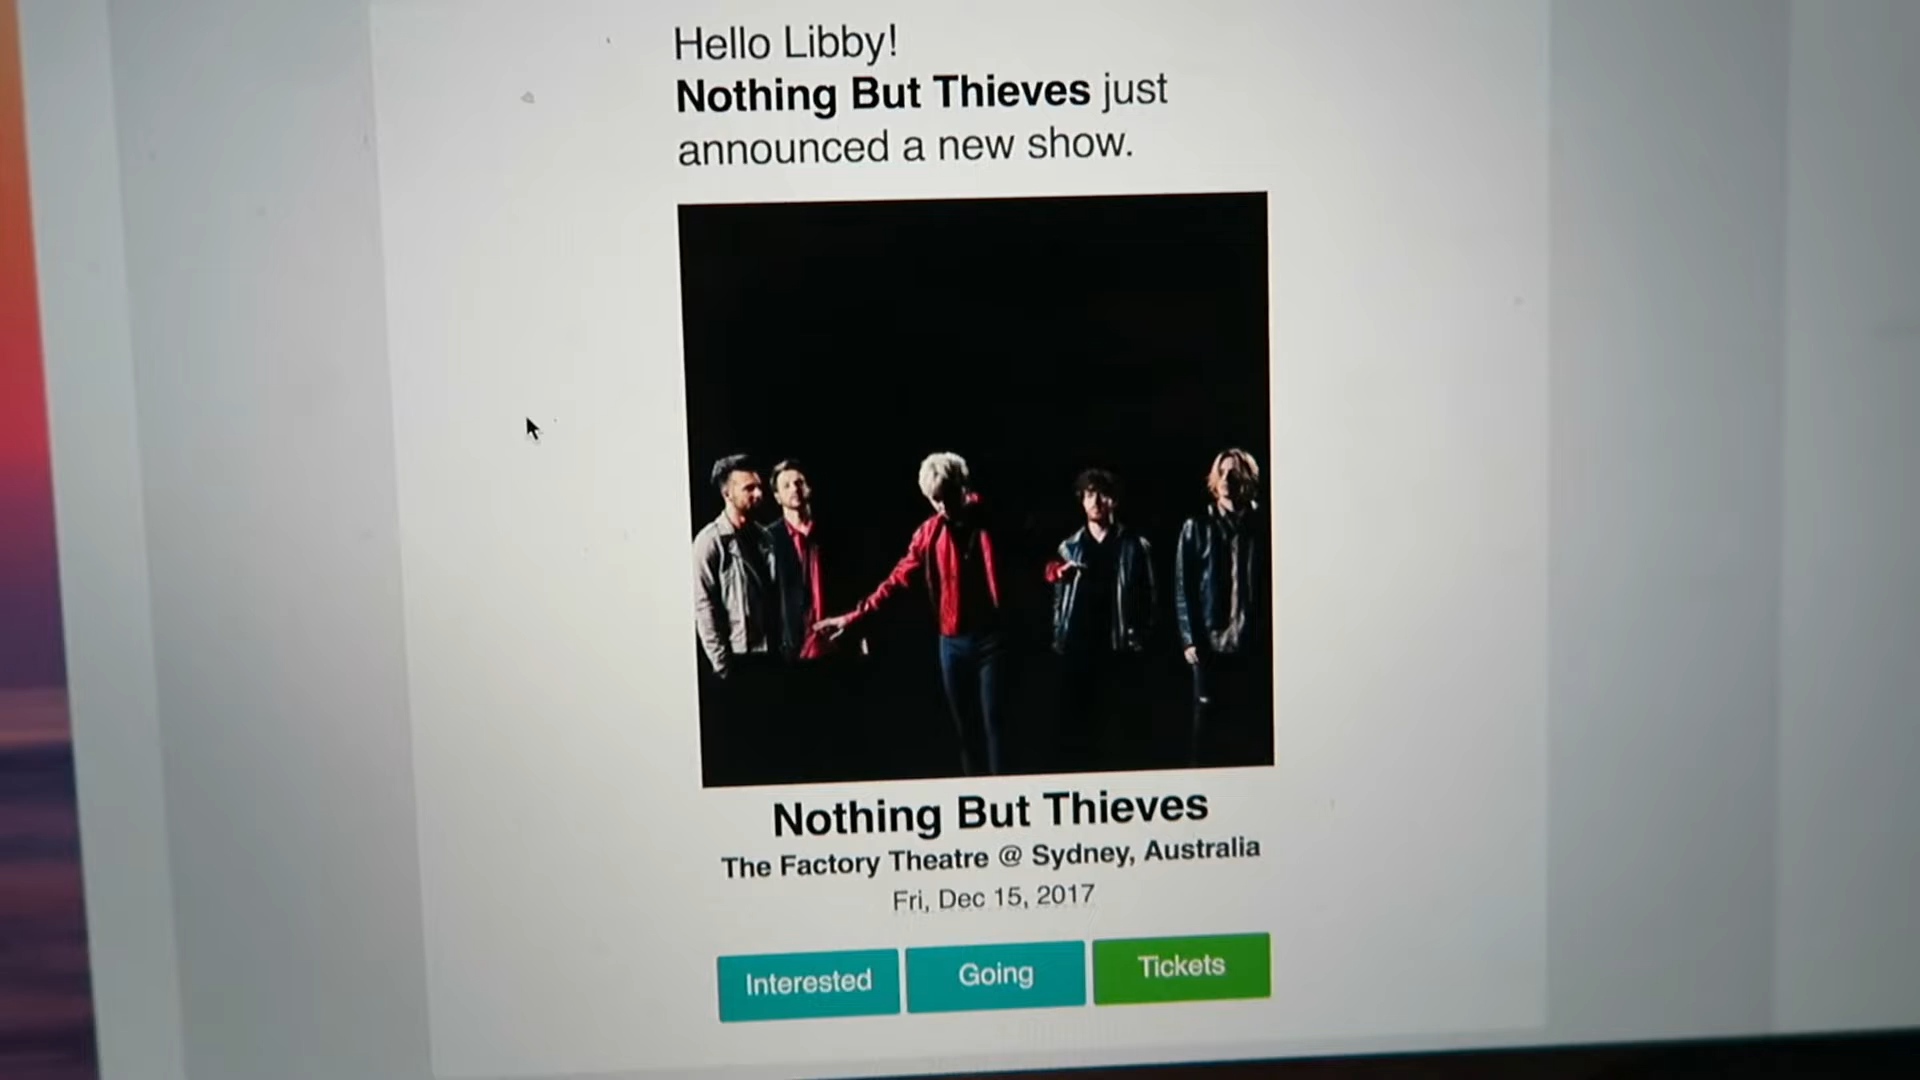 Hello Libby!
Nothing But Thieves just
announced a new show.
Nothing But Thieves
The Factory Theatre @ Sydney, Australia
Fri, Dec 15, 2017
Interested
Going
Tickets